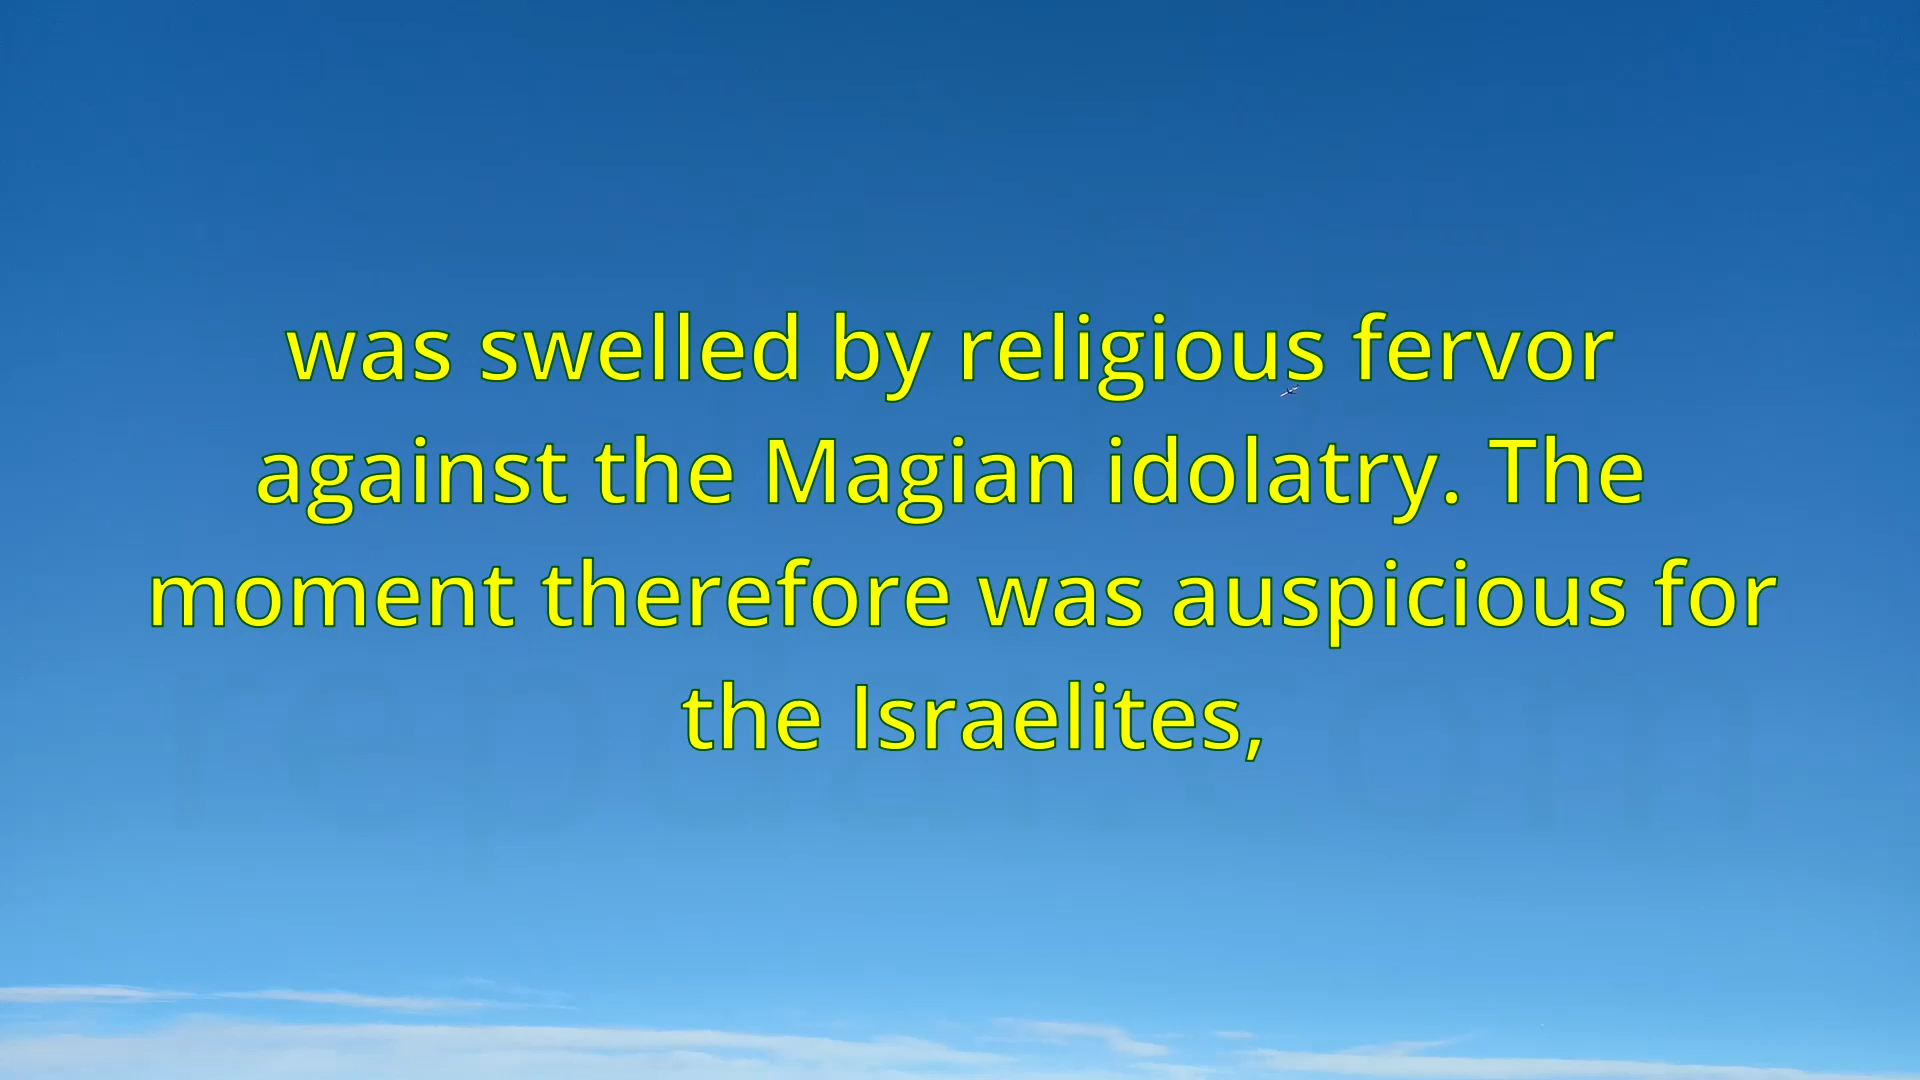 was swelled by religious fervor
against the Magian idolatry. The
moment therefore was auspicious for
the Israelites,